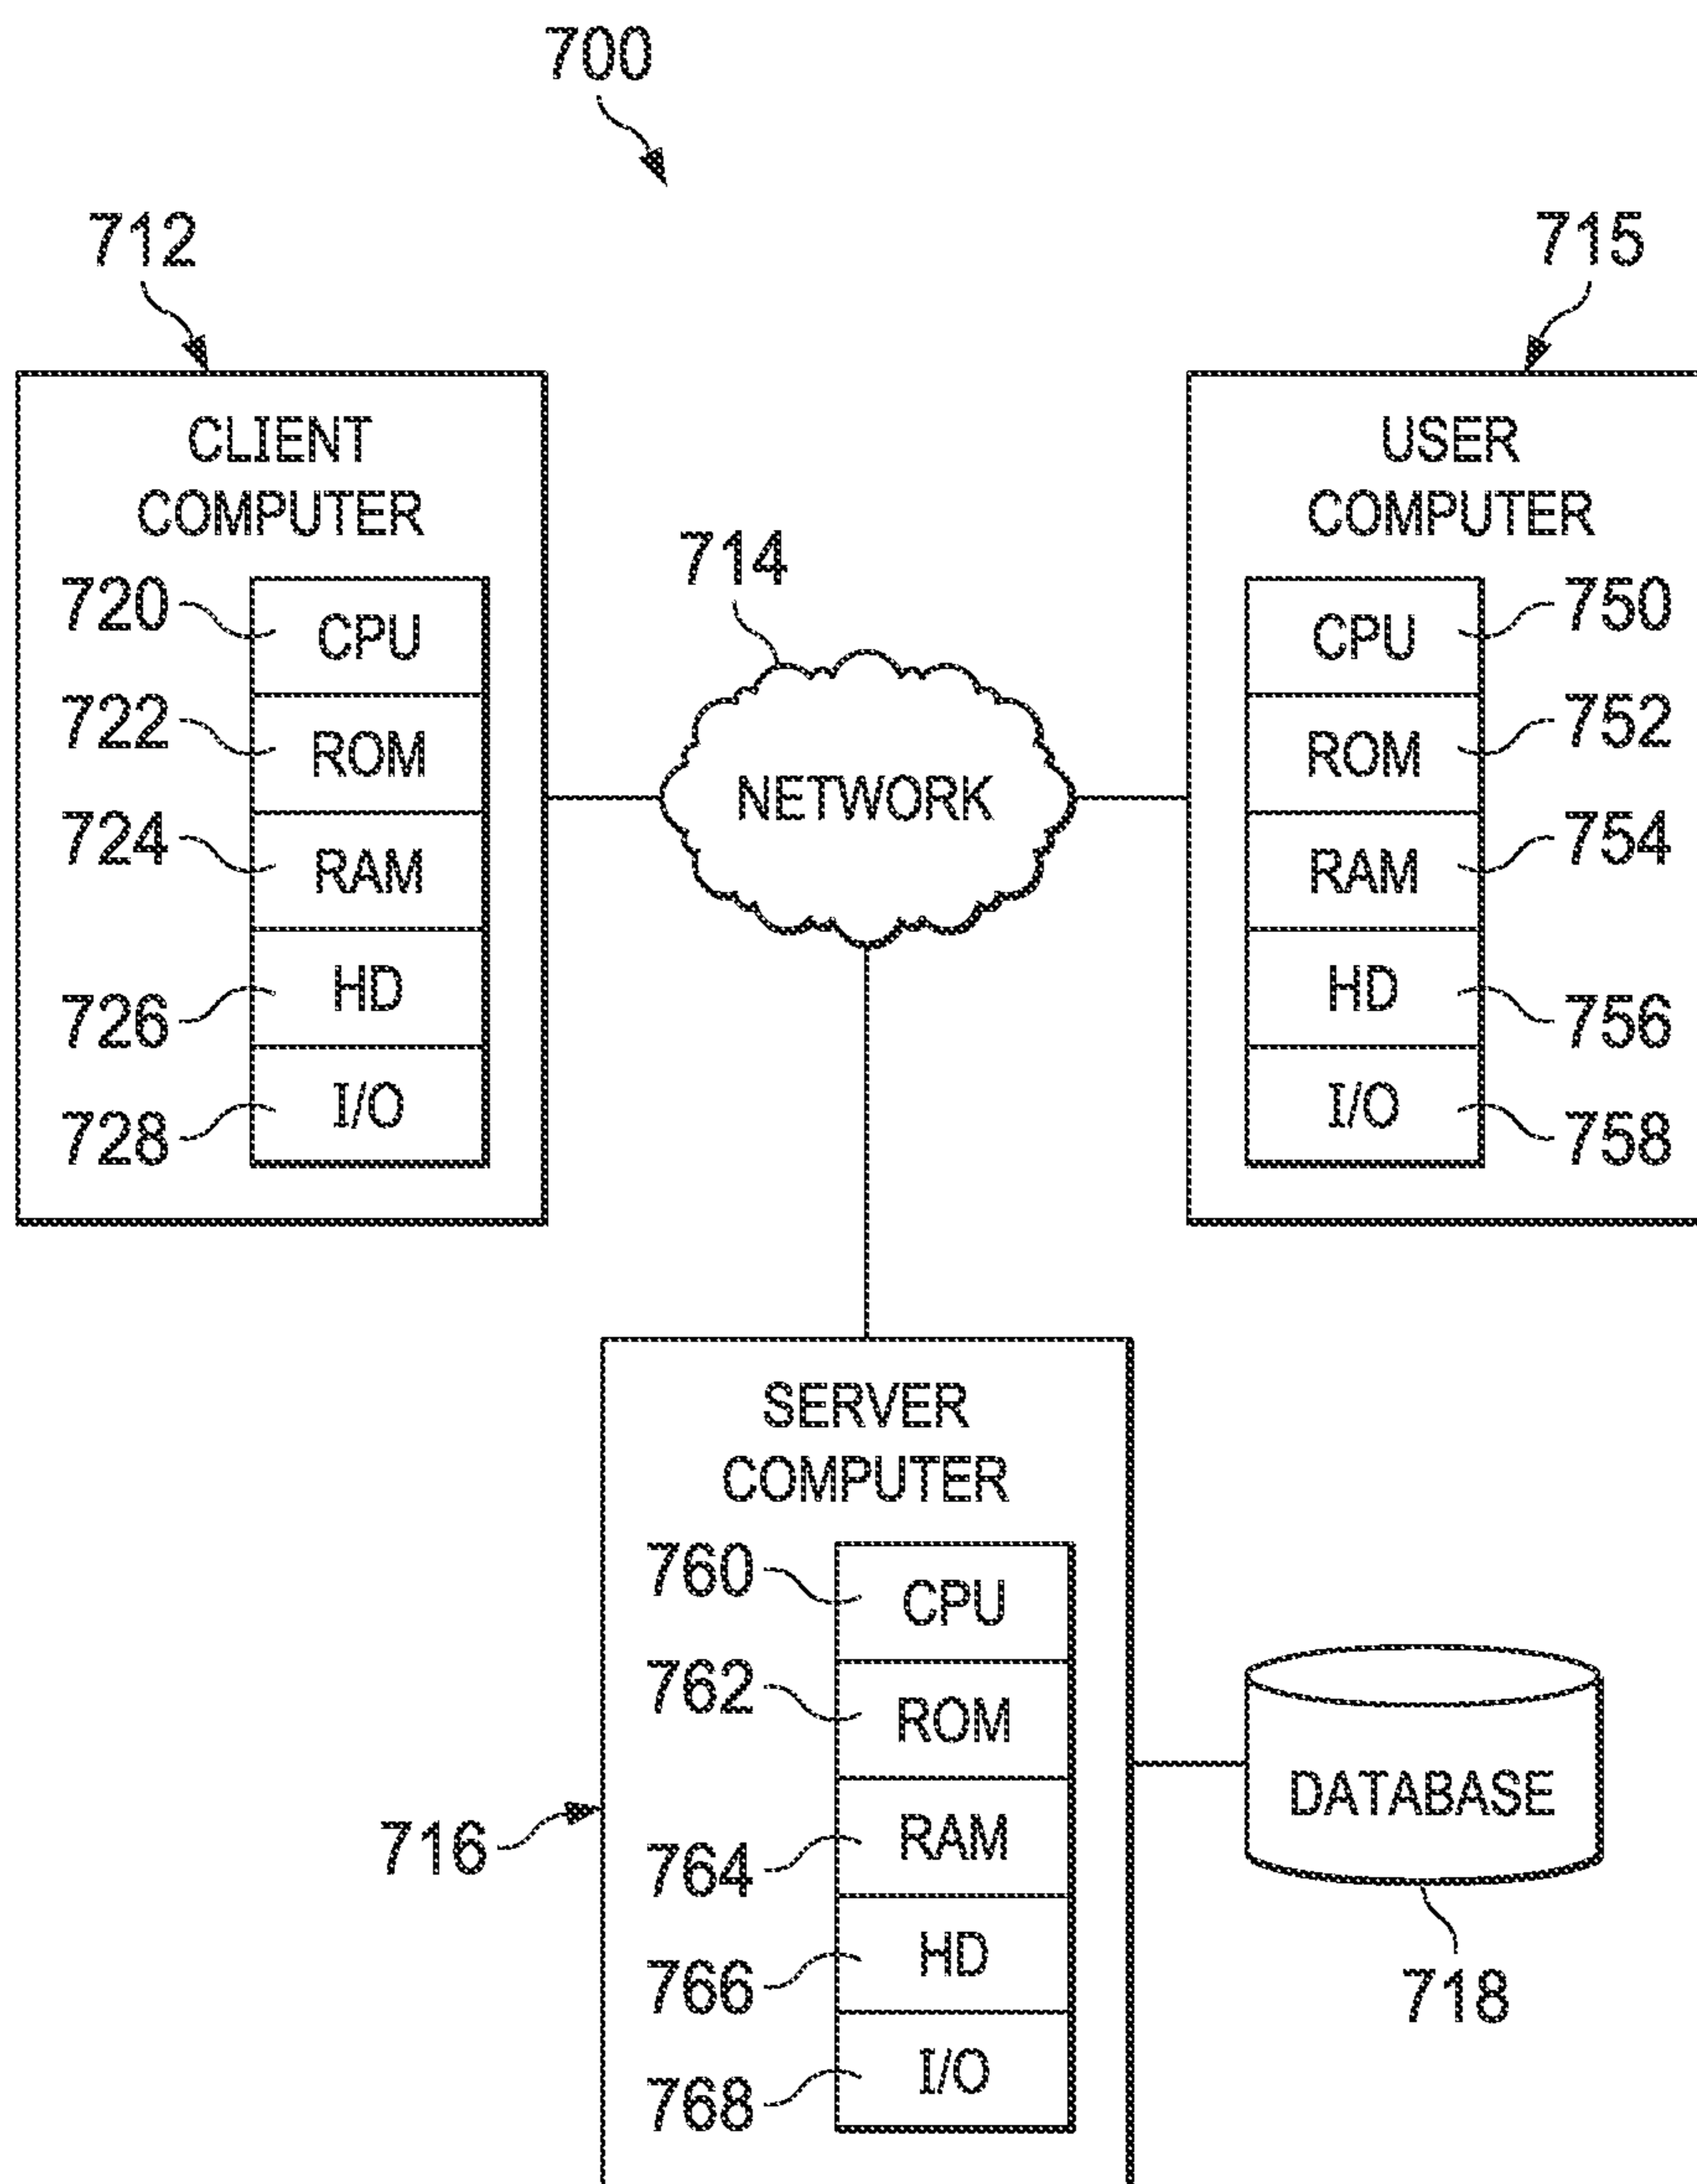 700
712
715
CLIENT
COMPUTER
USER
COMPUTER
714
NETWORK
720
CPU
722
ROM
724
RAM
726
HD
728
I/O
CPU
750
ROM
752
RAM
754
HD
756
I/O
758
SERVER
COMPUTER
760
CPU
762
ROM
716
764
RAM
766
HD
768
I/O
DATABASE
718